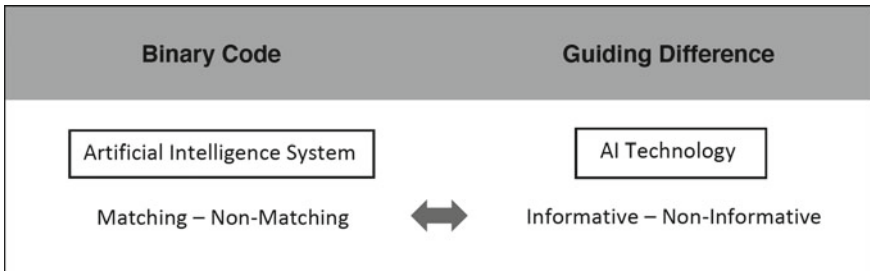 Binary Code
Guiding Difference
Artificial Intelligence System
AI Technology
Matching – Non-Matching
Informative – Non-Informative